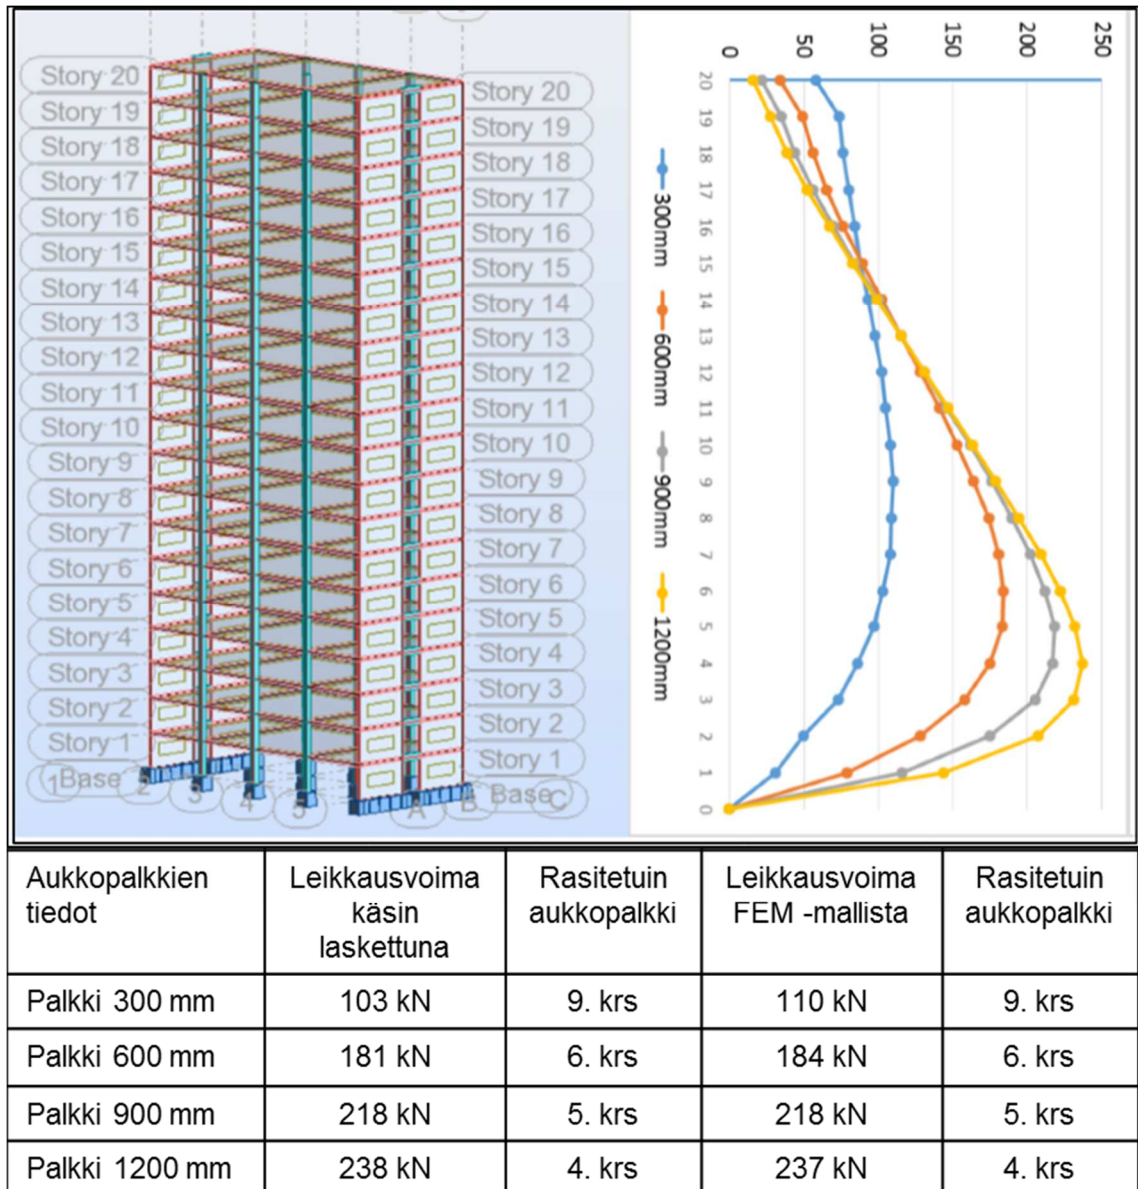 Story 20
Story 19
Story 18
Story 17
Story 16
Story 15
Story 14
Story 13
Story 12
Story 11
Story 10
Story 9
Story 8
Story 7
Story 6
Story 5
Story 4
Story 3
Story 2
Story 1
Base
1
2
3
4
5
A
B
Base
C
Story 20
Story 19
Story 18
Story 17
Story 16
Story 15
Story 14
Story 13
Story 12
Story 11
Story 10
Story 9
Story 8
Story 7
Story 6
Story 5
Story 4
Story 3
Story 2
Story 1
0 50 100 150 200 250
20
19
18
17
16
15
14
13
12
11
10
9
8
7
6
5
4
3
2
1
0
300mm 600mm 900mm 1200mm
Aukkopalkkien
tiedot
Leikkausvoima
käsin
laskettuna
Rasitetuin
aukkopalkki
Leikkausvoima
FEM -mallista
Rasitetuin
aukkopalkki
Palkki 300 mm 103 kN 9. krs 110 kN 9. krs
Palkki 600 mm 181 kN 6. krs 184 kN 6. krs
Palkki 900 mm 218 kN 5. krs 218 kN 5. krs
Palkki 1200 mm 238 kN 4. krs 237 kN 4. krs